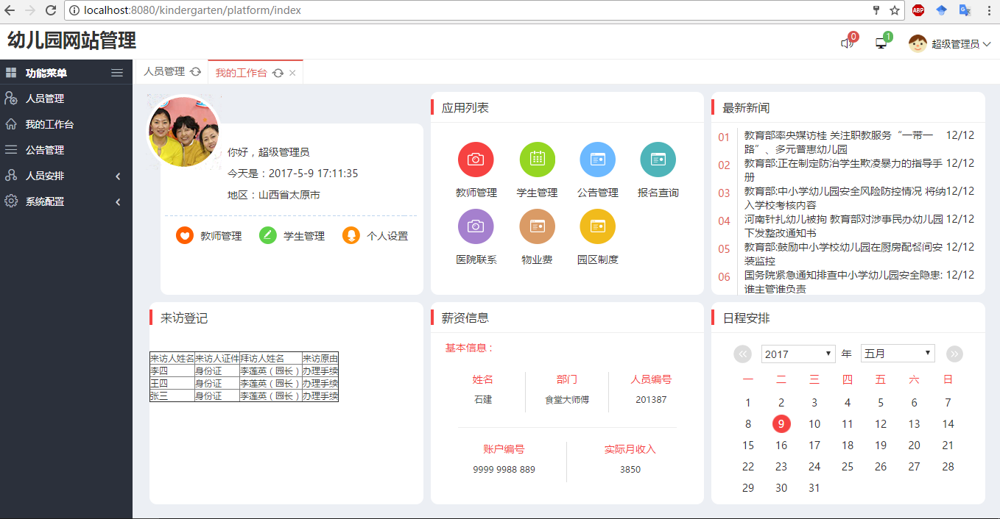 localhost:8080/kindergarten/platform/index
ABP
幼儿园网站管理
0
1
超级管理员
功能菜单
人员管理
我的工作台
公告管理
人员安排
系统配置
人员管理
我的工作台
你好，超级管理员
今天是：2017-5-9 17:11:35
地区：山西省太原市
教师管理 学生管理 个人设置
应用列表
教师管理 学生管理 公告管理 报名查询
医院联系 物业费 园区制度
最新新闻
01 教育部率央媒访桂 关注职教服务“一带一 12/12
路”、多元普惠幼儿园
02 教育部:正在制定防治学生欺凌暴力的指导手 12/12
册
03 教育部:中小学幼儿园安全风险防控情况 将纳 12/12
入学校考核内容
04 河南针扎幼儿被拘 教育部对涉事民办幼儿园 12/12
下发整改通知书
05 教育部:鼓励中小学校幼儿园在厨房配餐间安 12/12
装监控
06 国务院紧急通知排查中小学幼儿园安全隐患: 12/12
谁主管谁负责
来访登记
来访人姓名 来访人证件 拜访人姓名 来访原由
李四 身份证 李莲英（园长） 办理手续
王四 身份证 李莲英（园长） 办理手续
张三 身份证 李莲英（园长） 办理手续
薪资信息
基本信息：
姓名 部门 人员编号
石建 食堂大师傅 201387
账户编号 实际月收入
9999 9988 889 3850
日程安排
2017 年 五月
一 二 三 四 五 六 日
1 2 3 4 5 6 7
8 9 10 11 12 13 14
15 16 17 18 19 20 21
22 23 24 25 26 27 28
29 30 31